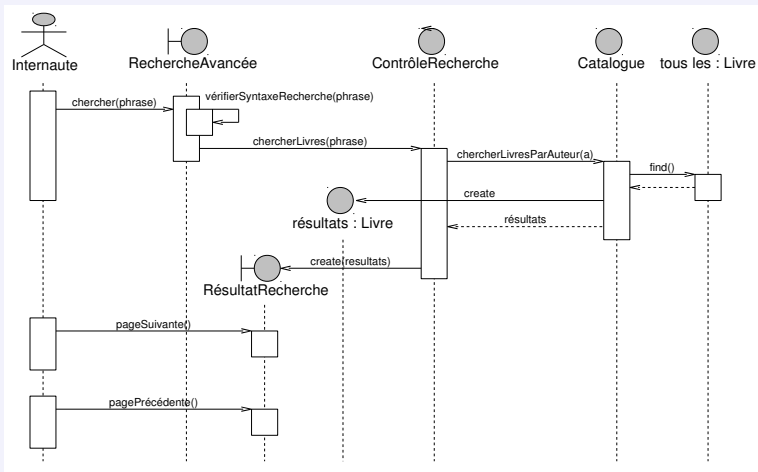 Internaute
RechercheAvancée
ContrôleRecherche
Catalogue
tous les : Livre
chercher(phrase)
vérifierSyntaxeRecherche(phrase)
chercherLivres(phrase)
chercherLivresParAuteur(a)
find()
create
résultats : Livre
résultats
create(resultats)
RésultatRecherche
pageSuivante()
pagePrécédente()